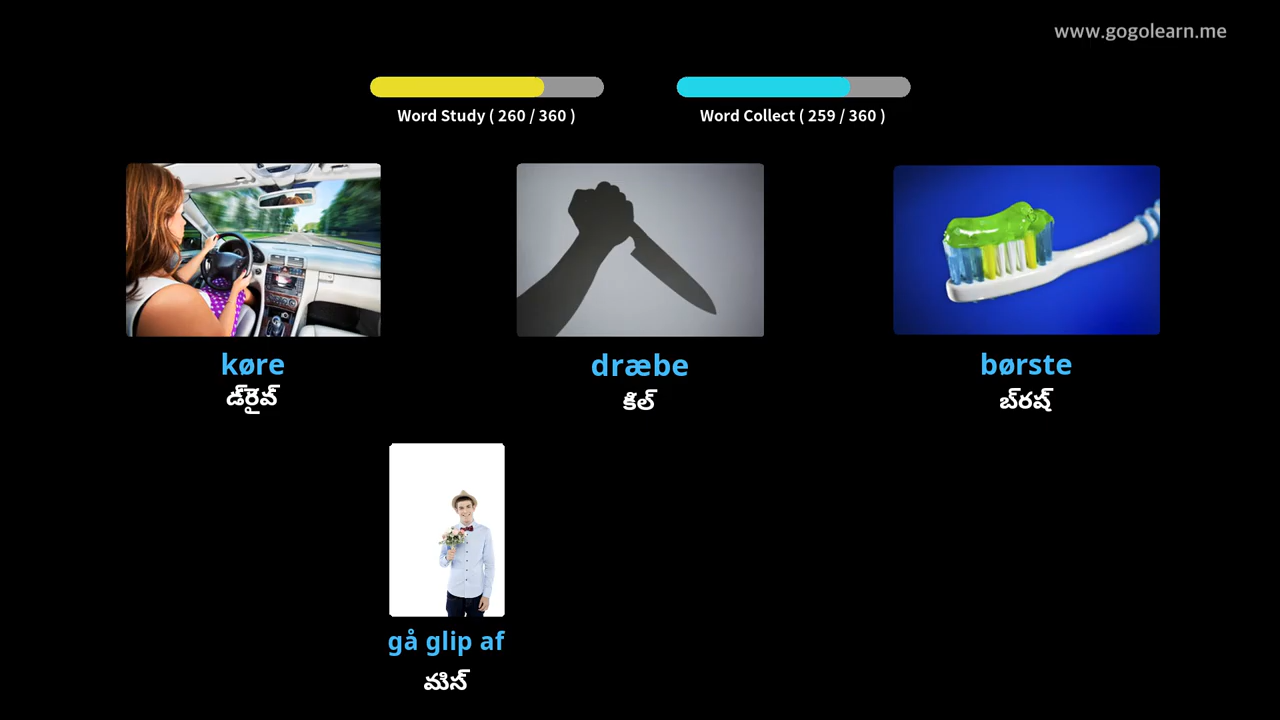 www.gogolearn.me
Word Study ( 260 / 360 )
Word Collect ( 259 / 360 )
køre
డ్రైవ్
dræbe
కిల్
børste
బ్రష్
gå glip af
మిస్